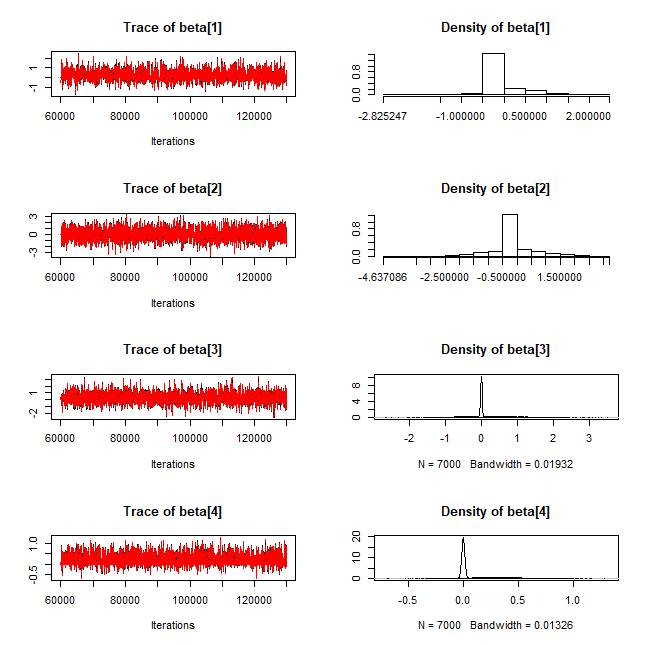 Trace of beta[1]
1
-1
60000 80000 100000 120000
Iterations
Density of beta[1]
0.8
0.0
-2.825247 -1.000000 0.500000 2.000000
Trace of beta[2]
3
0
-3
60000 80000 100000 120000
Iterations
Density of beta[2]
0.8
0.0
-4.637086 -2.500000 -0.500000 1.500000
Trace of beta[3]
1
-2
60000 80000 100000 120000
Iterations
Density of beta[3]
8
4
0
-2 -1 0 1 2 3
N = 7000 Bandwidth = 0.01932
Trace of beta[4]
1.0
-0.5
60000 80000 100000 120000
Iterations
Density of beta[4]
20
10
0
-0.5 0.0 0.5 1.0
N = 7000 Bandwidth = 0.01326